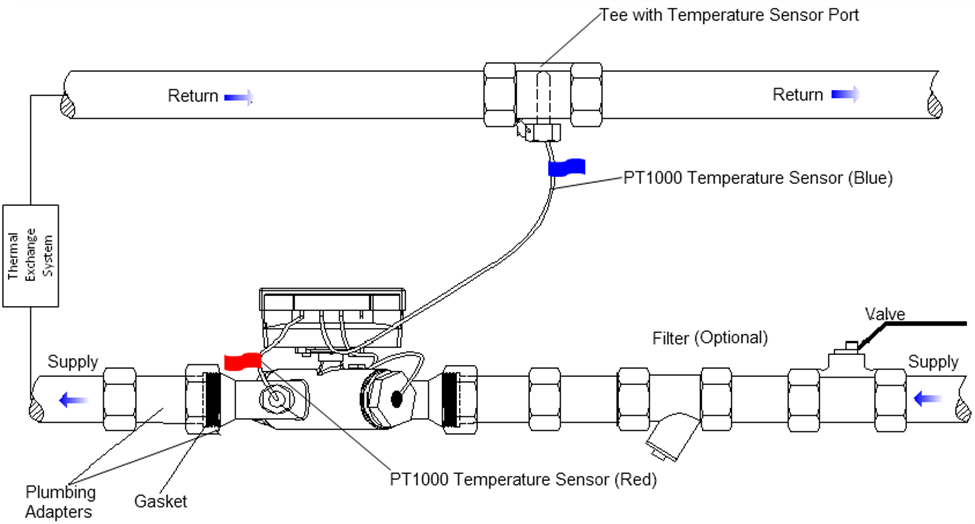 Tee with Temperature Sensor Port
Return
Return
PT1000 Temperature Sensor (Blue)
Thermal
Exchange
System
Valve
Filter (Optional)
Supply
Supply
PT1000 Temperature Sensor (Red)
Plumbing
Adapters
Gasket